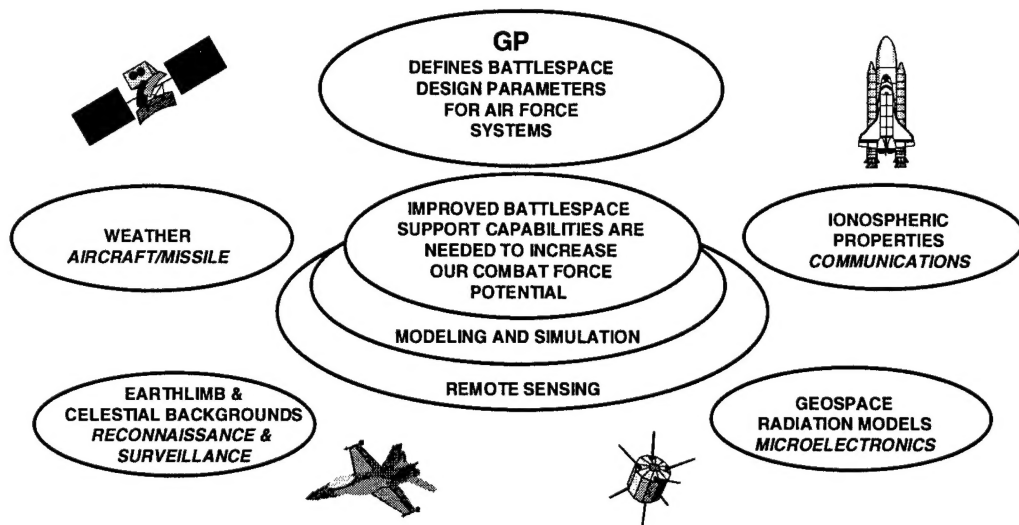 GP
DEFINES BATTLESPACE
DESIGN PARAMETERS
FOR AIR FORCE
SYSTEMS
WEATHER
AIRCRAFT/MISSILE
IMPROVED BATTLESPACE
SUPPORT CAPABILITIES ARE
NEEDED TO INCREASE
OUR COMBAT FORCE
POTENTIAL
IONOSPHERIC
PROPERTIES
COMMUNICATIONS
MODELING AND SIMULATION
REMOTE SENSING
EARTHLIMB &
CELESTIAL BACKGROUNDS
RECONNAISSANCE &
SURVEILLANCE
GEOSPACE
RADIATION MODELS
MICROELECTRONICS